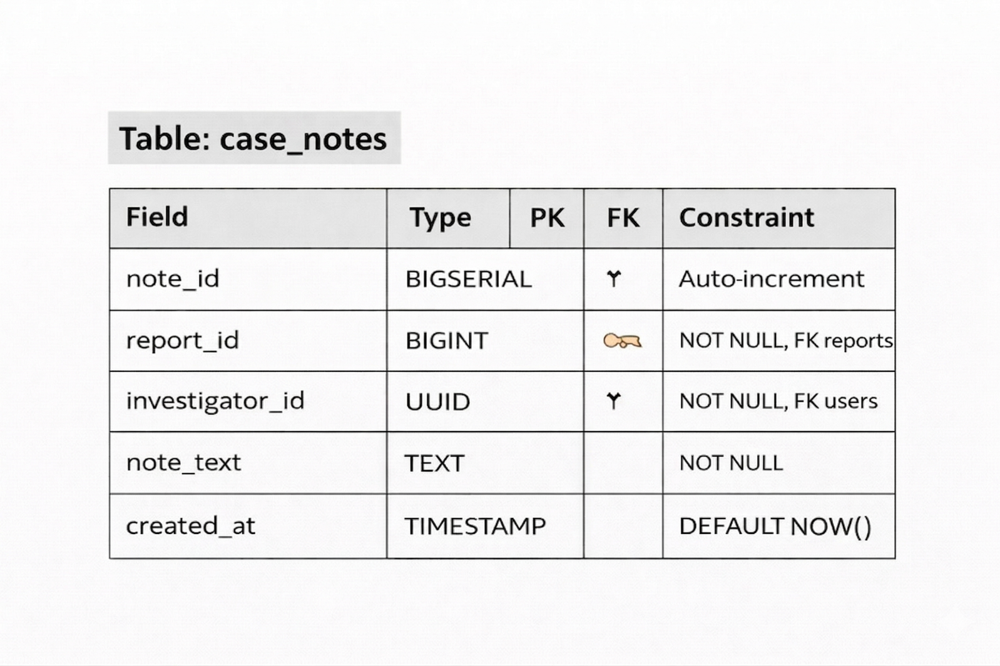 Table: case_notes
Field Type PK FK Constraint
note_id BIGSERIAL Auto-increment
report_id BIGINT NOT NULL, FK reports
investigator_id UUID NOT NULL, FK users
note_text TEXT NOT NULL
created_at TIMESTAMP DEFAULT NOW()